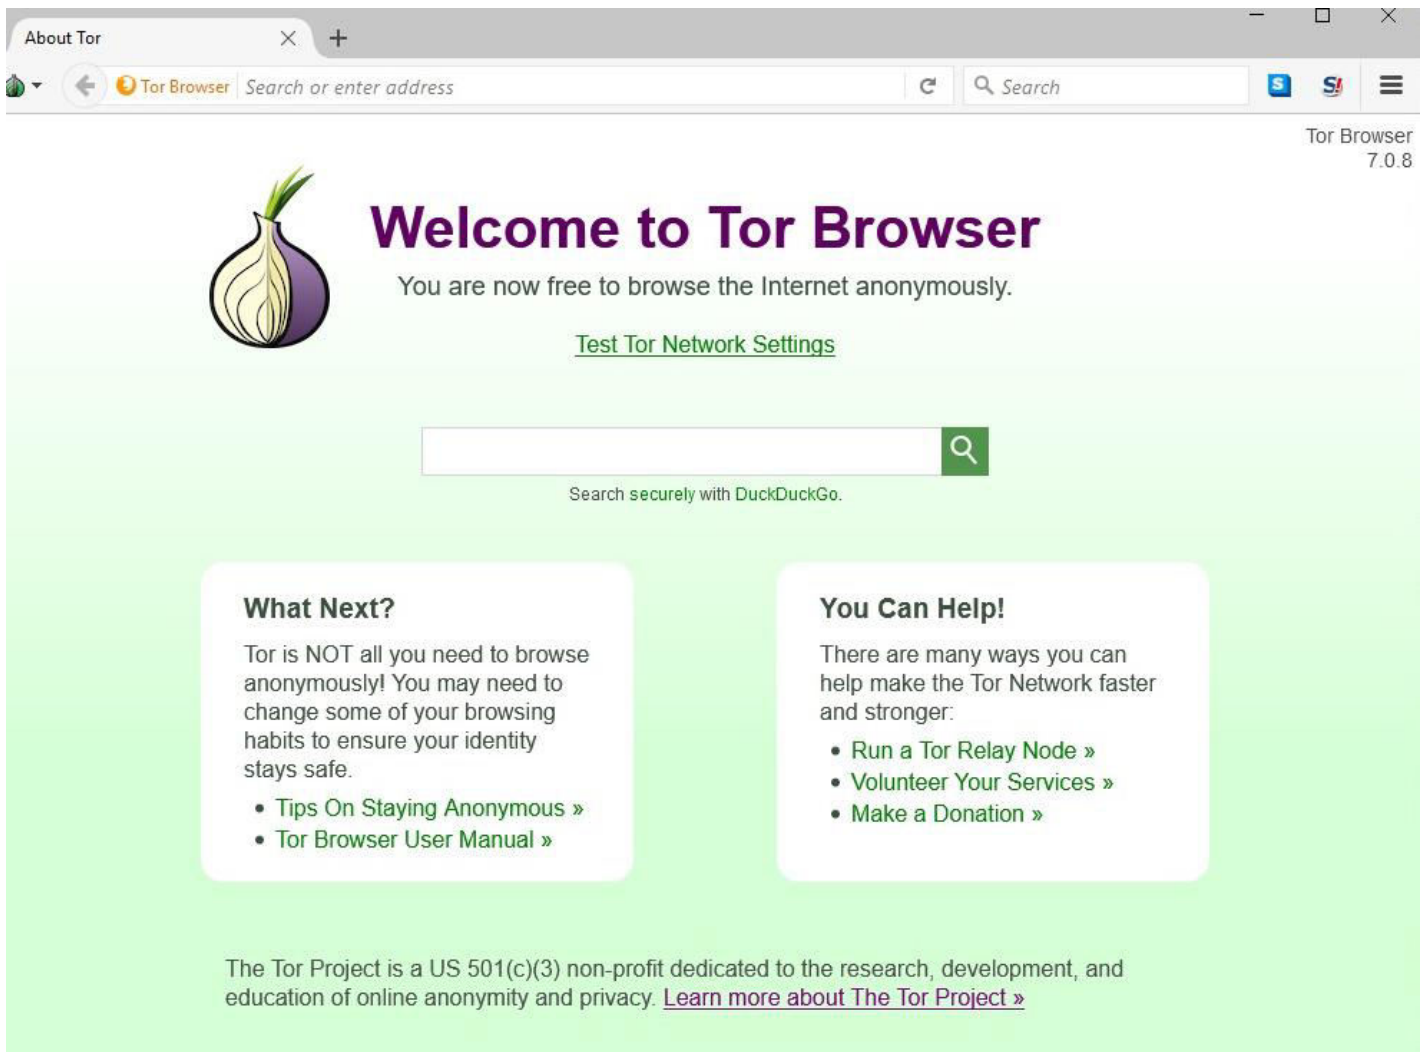 About Tor
Tor Browser
Search or enter address
Search
S
S!
Tor Browser
7.0.8
Welcome to Tor Browser
You are now free to browse the Internet anonymously.
Test Tor Network Settings
Search securely with DuckDuckGo.
What Next?
Tor is NOT all you need to browse
anonymously! You may need to
change some of your browsing
habits to ensure your identity
stays safe.
• Tips On Staying Anonymous »
• Tor Browser User Manual »
You Can Help!
There are many ways you can
help make the Tor Network faster
and stronger:
• Run a Tor Relay Node »
• Volunteer Your Services »
• Make a Donation »
The Tor Project is a US 501(c)(3) non-profit dedicated to the research, development, and
education of online anonymity and privacy. Learn more about The Tor Project »